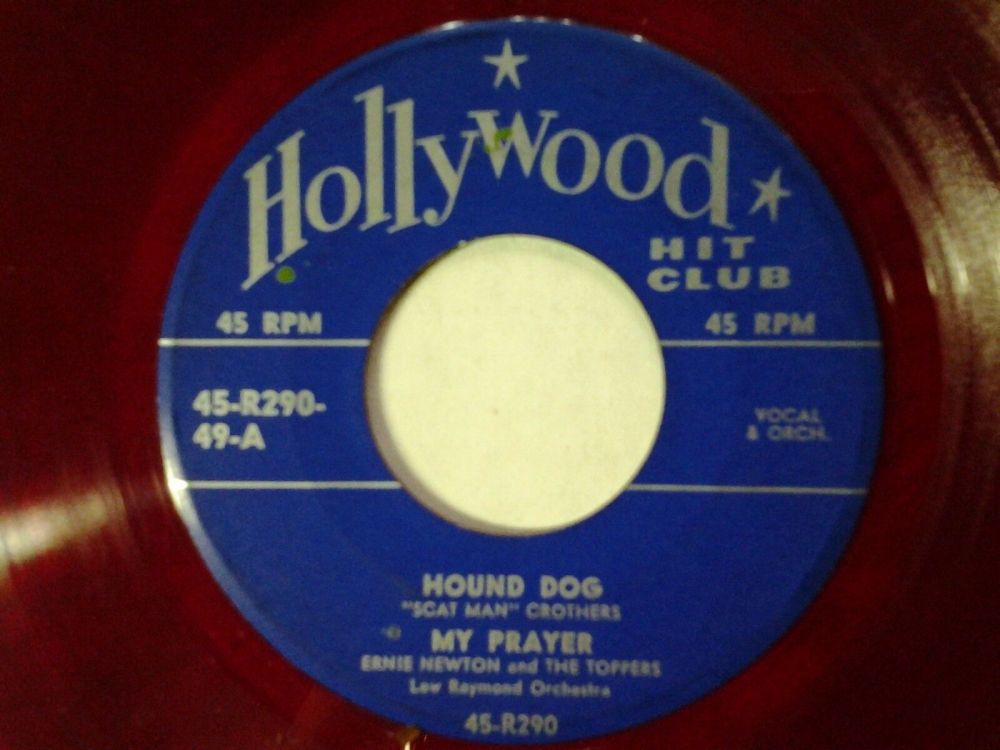 Hollywood
HIT
CLUB
45 RPM
45 RPM
45-R290-
49-A
VOCAL
& ORCH.
HOUND DOG
"SCAT MAN" CROTHERS
MY PRAYER
ERNIE NEWTON and THE TOPPERS
Lew Raymond Orchestra
45-R290